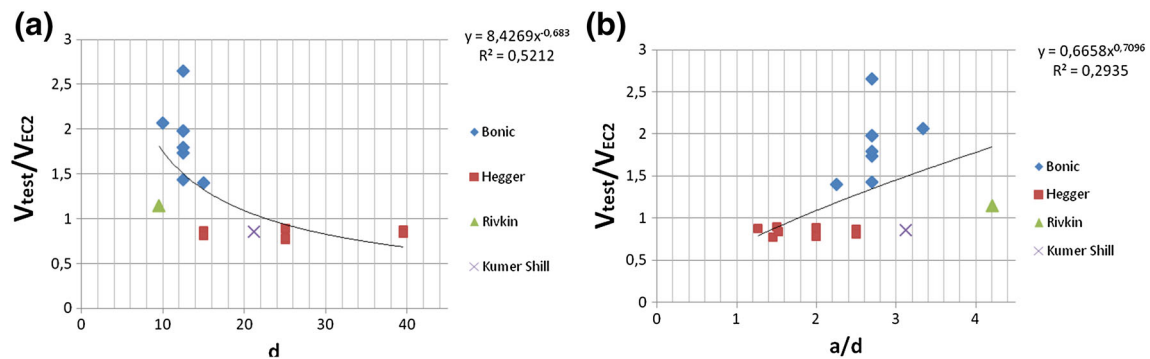 (a)
y = 8,4269x^-0,683
R² = 0,5212
3
2,5
2
1,5
1
0,5
0
0 10 20 30 40
Vtest/VEC2
d
Bonic
Hegger
Rivkin
Kumer Shill
(b)
y = 0,6658x^0,7096
R² = 0,2935
3
2,5
2
1,5
1
0,5
0
0 1 2 3 4
Vtest/VEC2
a/d
Bonic
Hegger
Rivkin
Kumer Shill